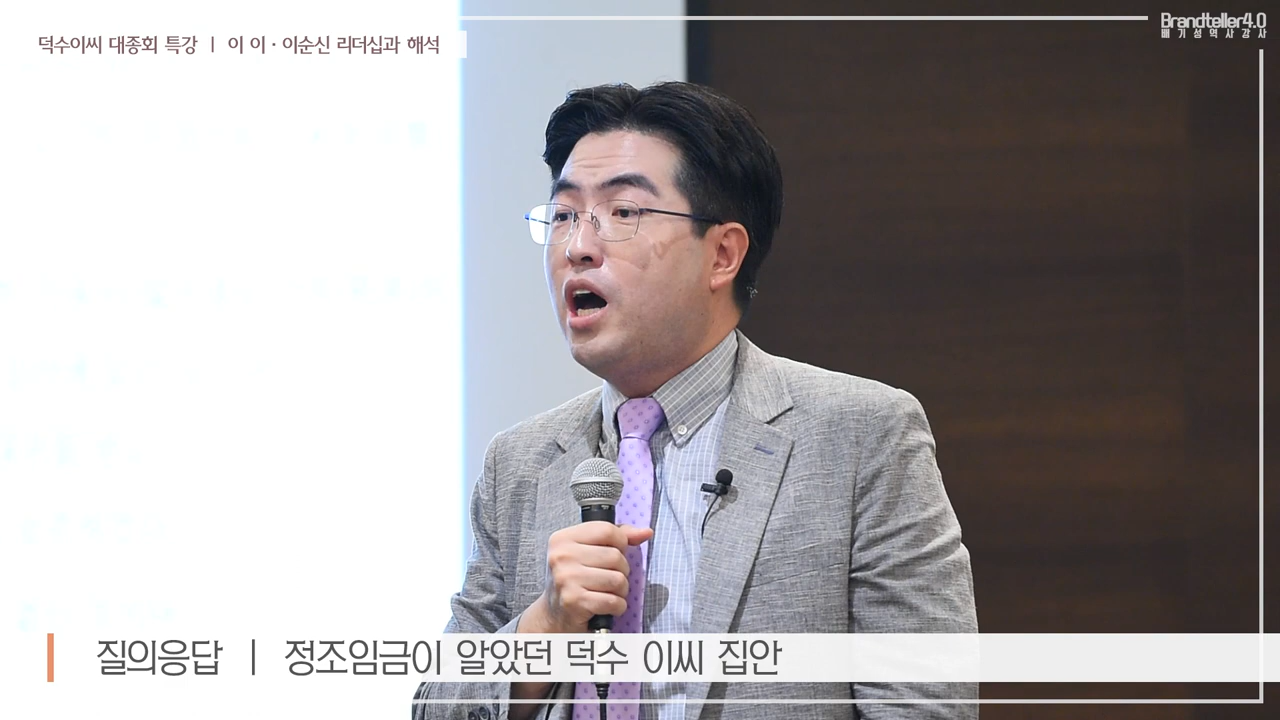 덕수이씨 대종회 특강 | 이 이 · 이순신 리더십과 해석
Brandteller4.0
배기성역사강사
질의응답 | 정조임금이 알았던 덕수 이씨 집안